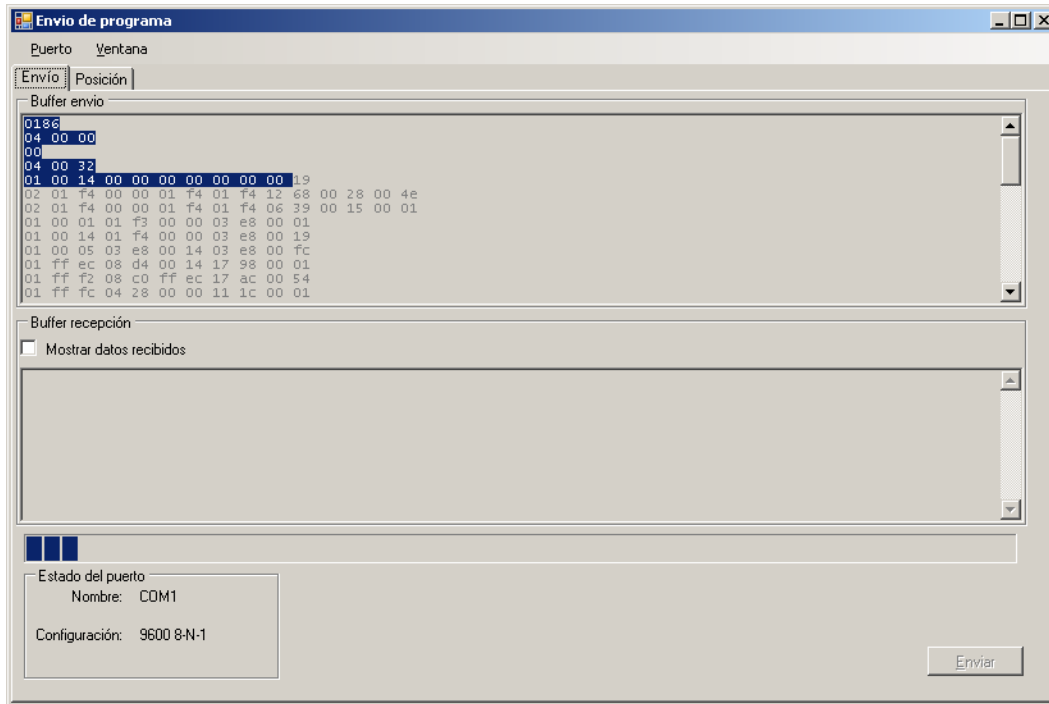 Envio de programa
Puerto Ventana
Envío Posición
Buffer envio
0186
04 00 00
00
04 00 32
01 00 14 00 00 00 00 00 00 00 19
02 01 f4 00 00 01 f4 01 f4 12 68 00 28 00 4e
02 01 f4 00 00 01 f4 01 f4 06 39 00 15 00 01
01 00 01 01 f3 00 00 03 e8 00 01
01 00 14 01 f4 00 00 03 e8 00 19
01 00 05 03 e8 00 14 03 e8 00 fc
01 ff ec 08 d4 00 14 17 98 00 01
01 ff f2 08 c0 ff ec 17 ac 00 54
01 ff fc 04 28 00 00 11 1c 00 01
Buffer recepción
Mostrar datos recibidos
Estado del puerto
Nombre: COM1
Configuración: 9600 8-N-1
Enviar